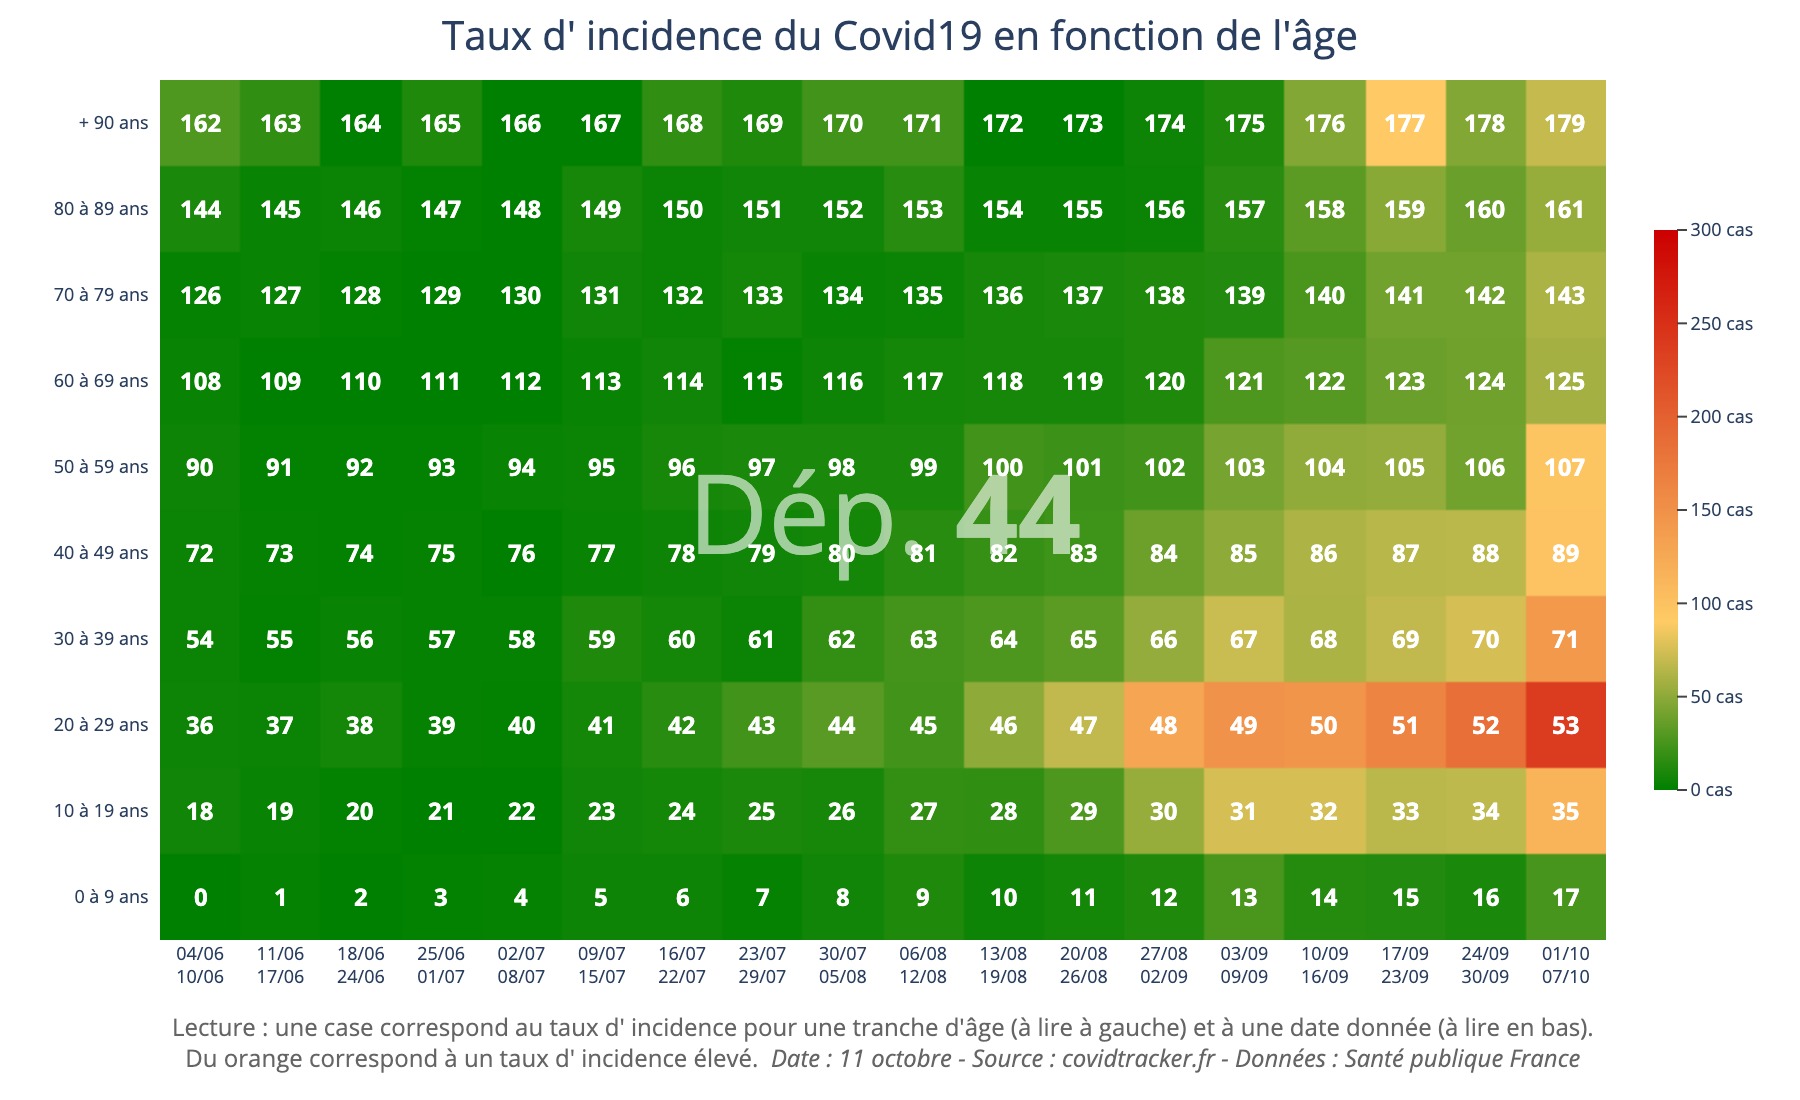 Taux d' incidence du Covid19 en fonction de l'âge
+ 90 ans 162 163 164 165 166 167 168 169 170 171 172 173 174 175 176 177 178 179
80 à 89 ans 144 145 146 147 148 149 150 151 152 153 154 155 156 157 158 159 160 161
70 à 79 ans 126 127 128 129 130 131 132 133 134 135 136 137 138 139 140 141 142 143
60 à 69 ans 108 109 110 111 112 113 114 115 116 117 118 119 120 121 122 123 124 125
50 à 59 ans 90 91 92 93 94 95 96 97 98 99 100 101 102 103 104 105 106 107
Dép. 44
40 à 49 ans 72 73 74 75 76 77 78 79 80 81 82 83 84 85 86 87 88 89
30 à 39 ans 54 55 56 57 58 59 60 61 62 63 64 65 66 67 68 69 70 71
20 à 29 ans 36 37 38 39 40 41 42 43 44 45 46 47 48 49 50 51 52 53
10 à 19 ans 18 19 20 21 22 23 24 25 26 27 28 29 30 31 32 33 34 35
0 à 9 ans 0 1 2 3 4 5 6 7 8 9 10 11 12 13 14 15 16 17
04/06 11/06 18/06 25/06 02/07 09/07 16/07 23/07 30/07 06/08 13/08 20/08 27/08 03/09 10/09 17/09 24/09 01/10
10/06 17/06 24/06 01/07 08/07 15/07 22/07 29/07 05/08 12/08 19/08 26/08 02/09 09/09 16/09 23/09 30/09 07/10
300 cas
250 cas
200 cas
150 cas
100 cas
50 cas
0 cas
Lecture : une case correspond au taux d' incidence pour une tranche d'âge (à lire à gauche) et à une date donnée (à lire en bas).
Du orange correspond à un taux d' incidence élevé. Date : 11 octobre - Source : covidtracker.fr - Données : Santé publique France